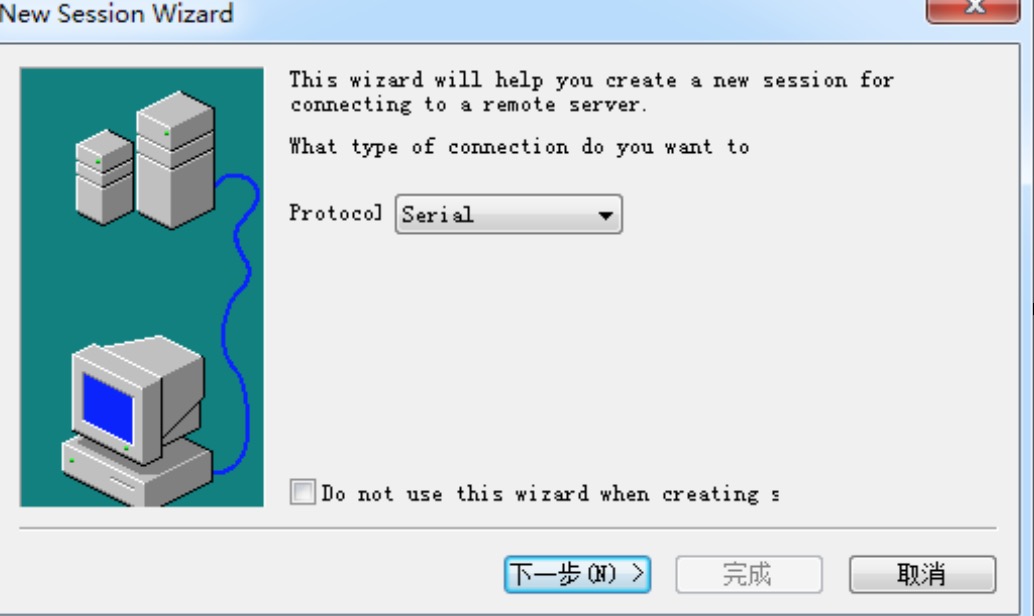 New Session Wizard
This wizard will help you create a new session for
connecting to a remote server.
What type of connection do you want to
Protocol Serial
Do not use this wizard when creating s
下一步(N) > 完成 取消